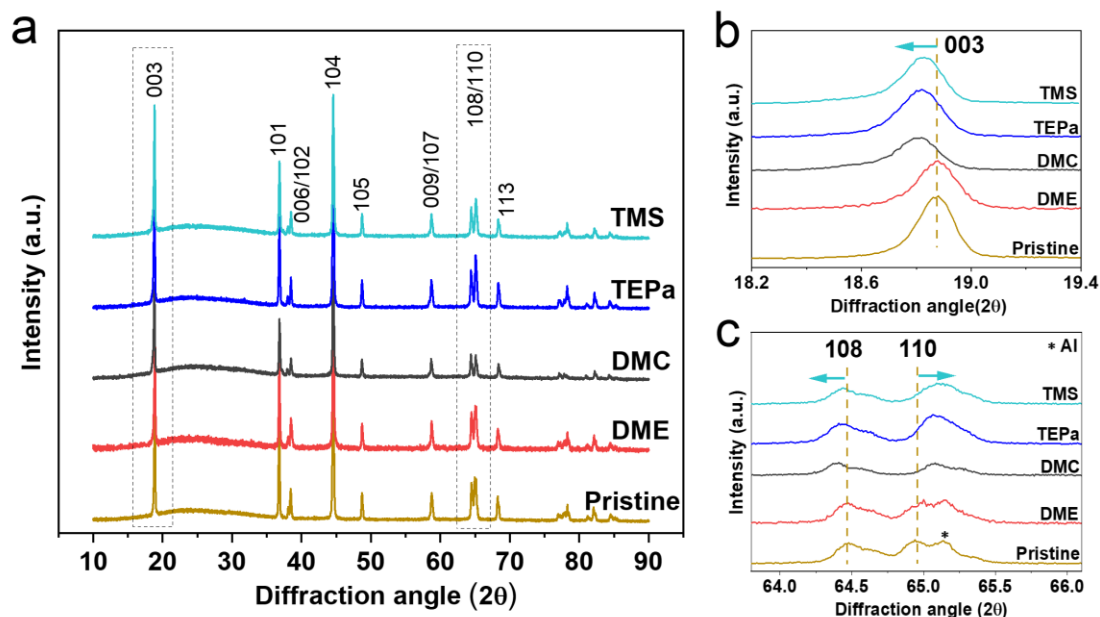 a
003
101
006/102
104
105
009/107
108/110
113
TMS
TEPa
DMC
DME
Pristine
Intensity (a.u.)
10 20 30 40 50 60 70 80 90
Diffraction angle (2θ)
b
003
TMS
TEPa
DMC
DME
Pristine
Intensity (a.u.)
18.2 18.6 19.0 19.4
Diffraction angle(2θ)
c
108 110 * Al
TMS
TEPa
DMC
DME
*
Pristine
Intensity (a.u.)
64.0 64.5 65.0 65.5 66.0
Diffraction angle (2θ)